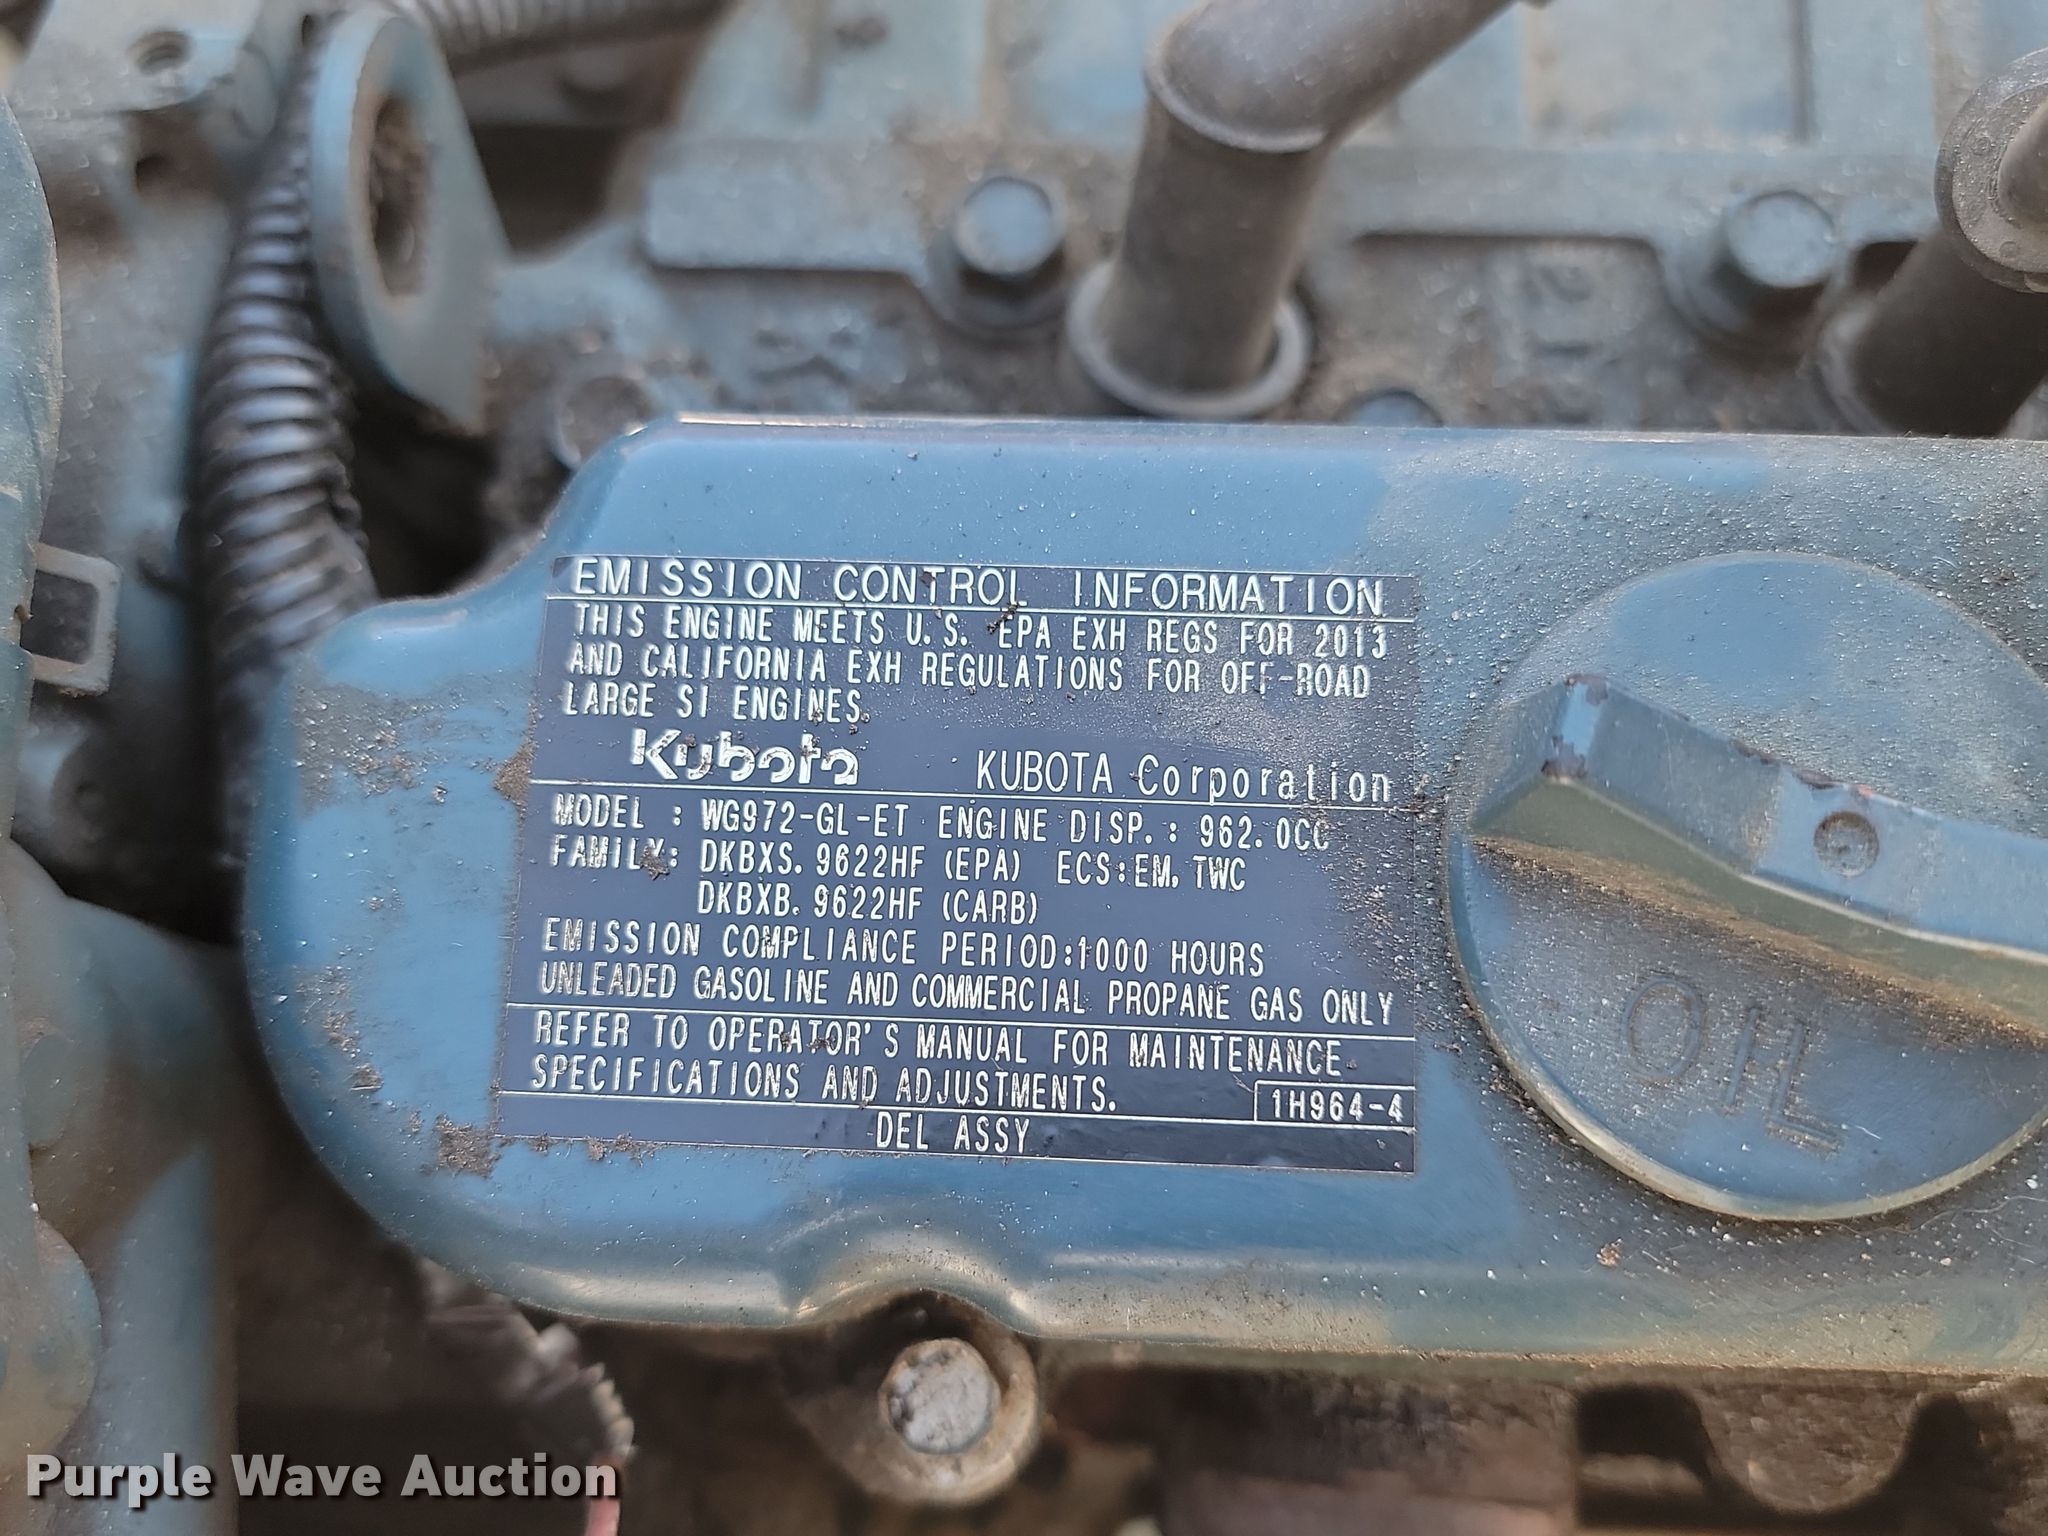 EMISSION CONTROL INFORMATION
THIS ENGINE MEETS U.S. EPA EXH REGS FOR 2013
AND CALIFORNIA EXH REGULATIONS FOR OFF-ROAD
LARGE SI ENGINES.
Kubota KUBOTA Corporation
MODEL : WG972-GL-ET ENGINE DISP. : 962.0CC
FAMILY: DKBXS.9622HF (EPA) ECS:EM,TWC
DKBXB.9622HF (CARB)
EMISSION COMPLIANCE PERIOD:1000 HOURS
UNLEADED GASOLINE AND COMMERCIAL PROPANE GAS ONLY
REFER TO OPERATOR'S MANUAL FOR MAINTENANCE
SPECIFICATIONS AND ADJUSTMENTS.
1H964-4
DEL ASSY
OIL
Purple Wave Auction